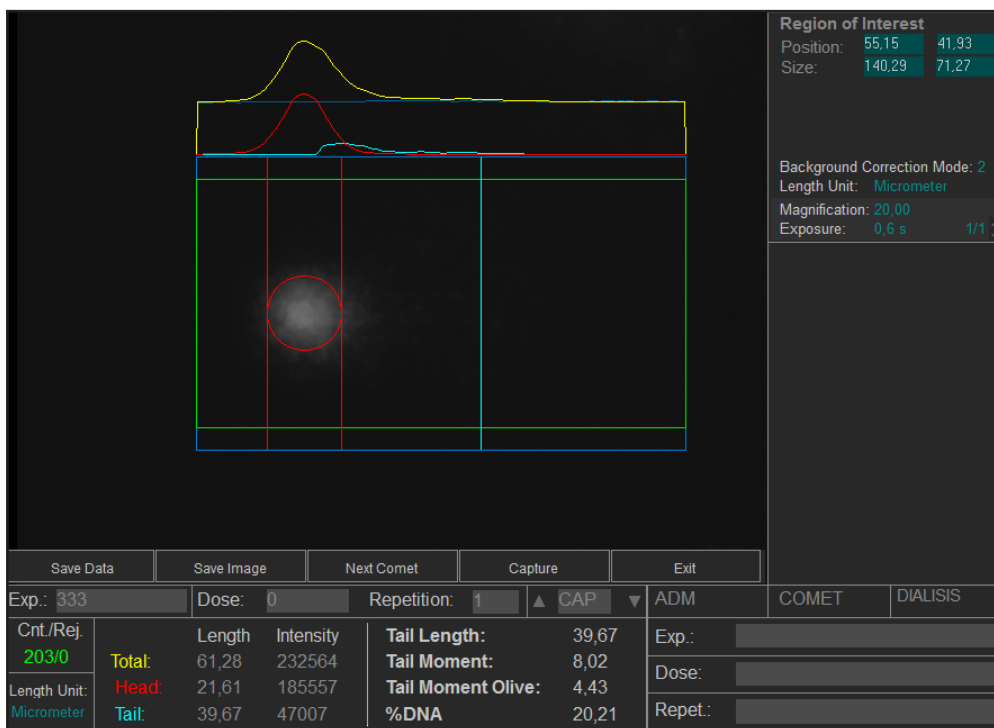 Region of Interest
Position: 55,15 41,93
Size: 140,29 71,27
Background Correction Mode: 2
Length Unit: Micrometer
Magnification: 20,00
Exposure: 0,6 s 1/1
Save Data Save Image Next Comet Capture Exit
Exp.: 333 Dose: 0 Repetition: 1 ▲ CAP ▼ ADM COMET DIALISIS
Cnt./Rej. Length Intensity Tail Length: 39,67 Exp.:
203/0 Total: 61,28 232564 Tail Moment: 8,02
Length Unit: Head: 21,61 185557 Tail Moment Olive: 4,43 Dose:
Micrometer Tail: 39,67 47007 %DNA 20,21 Repet.: